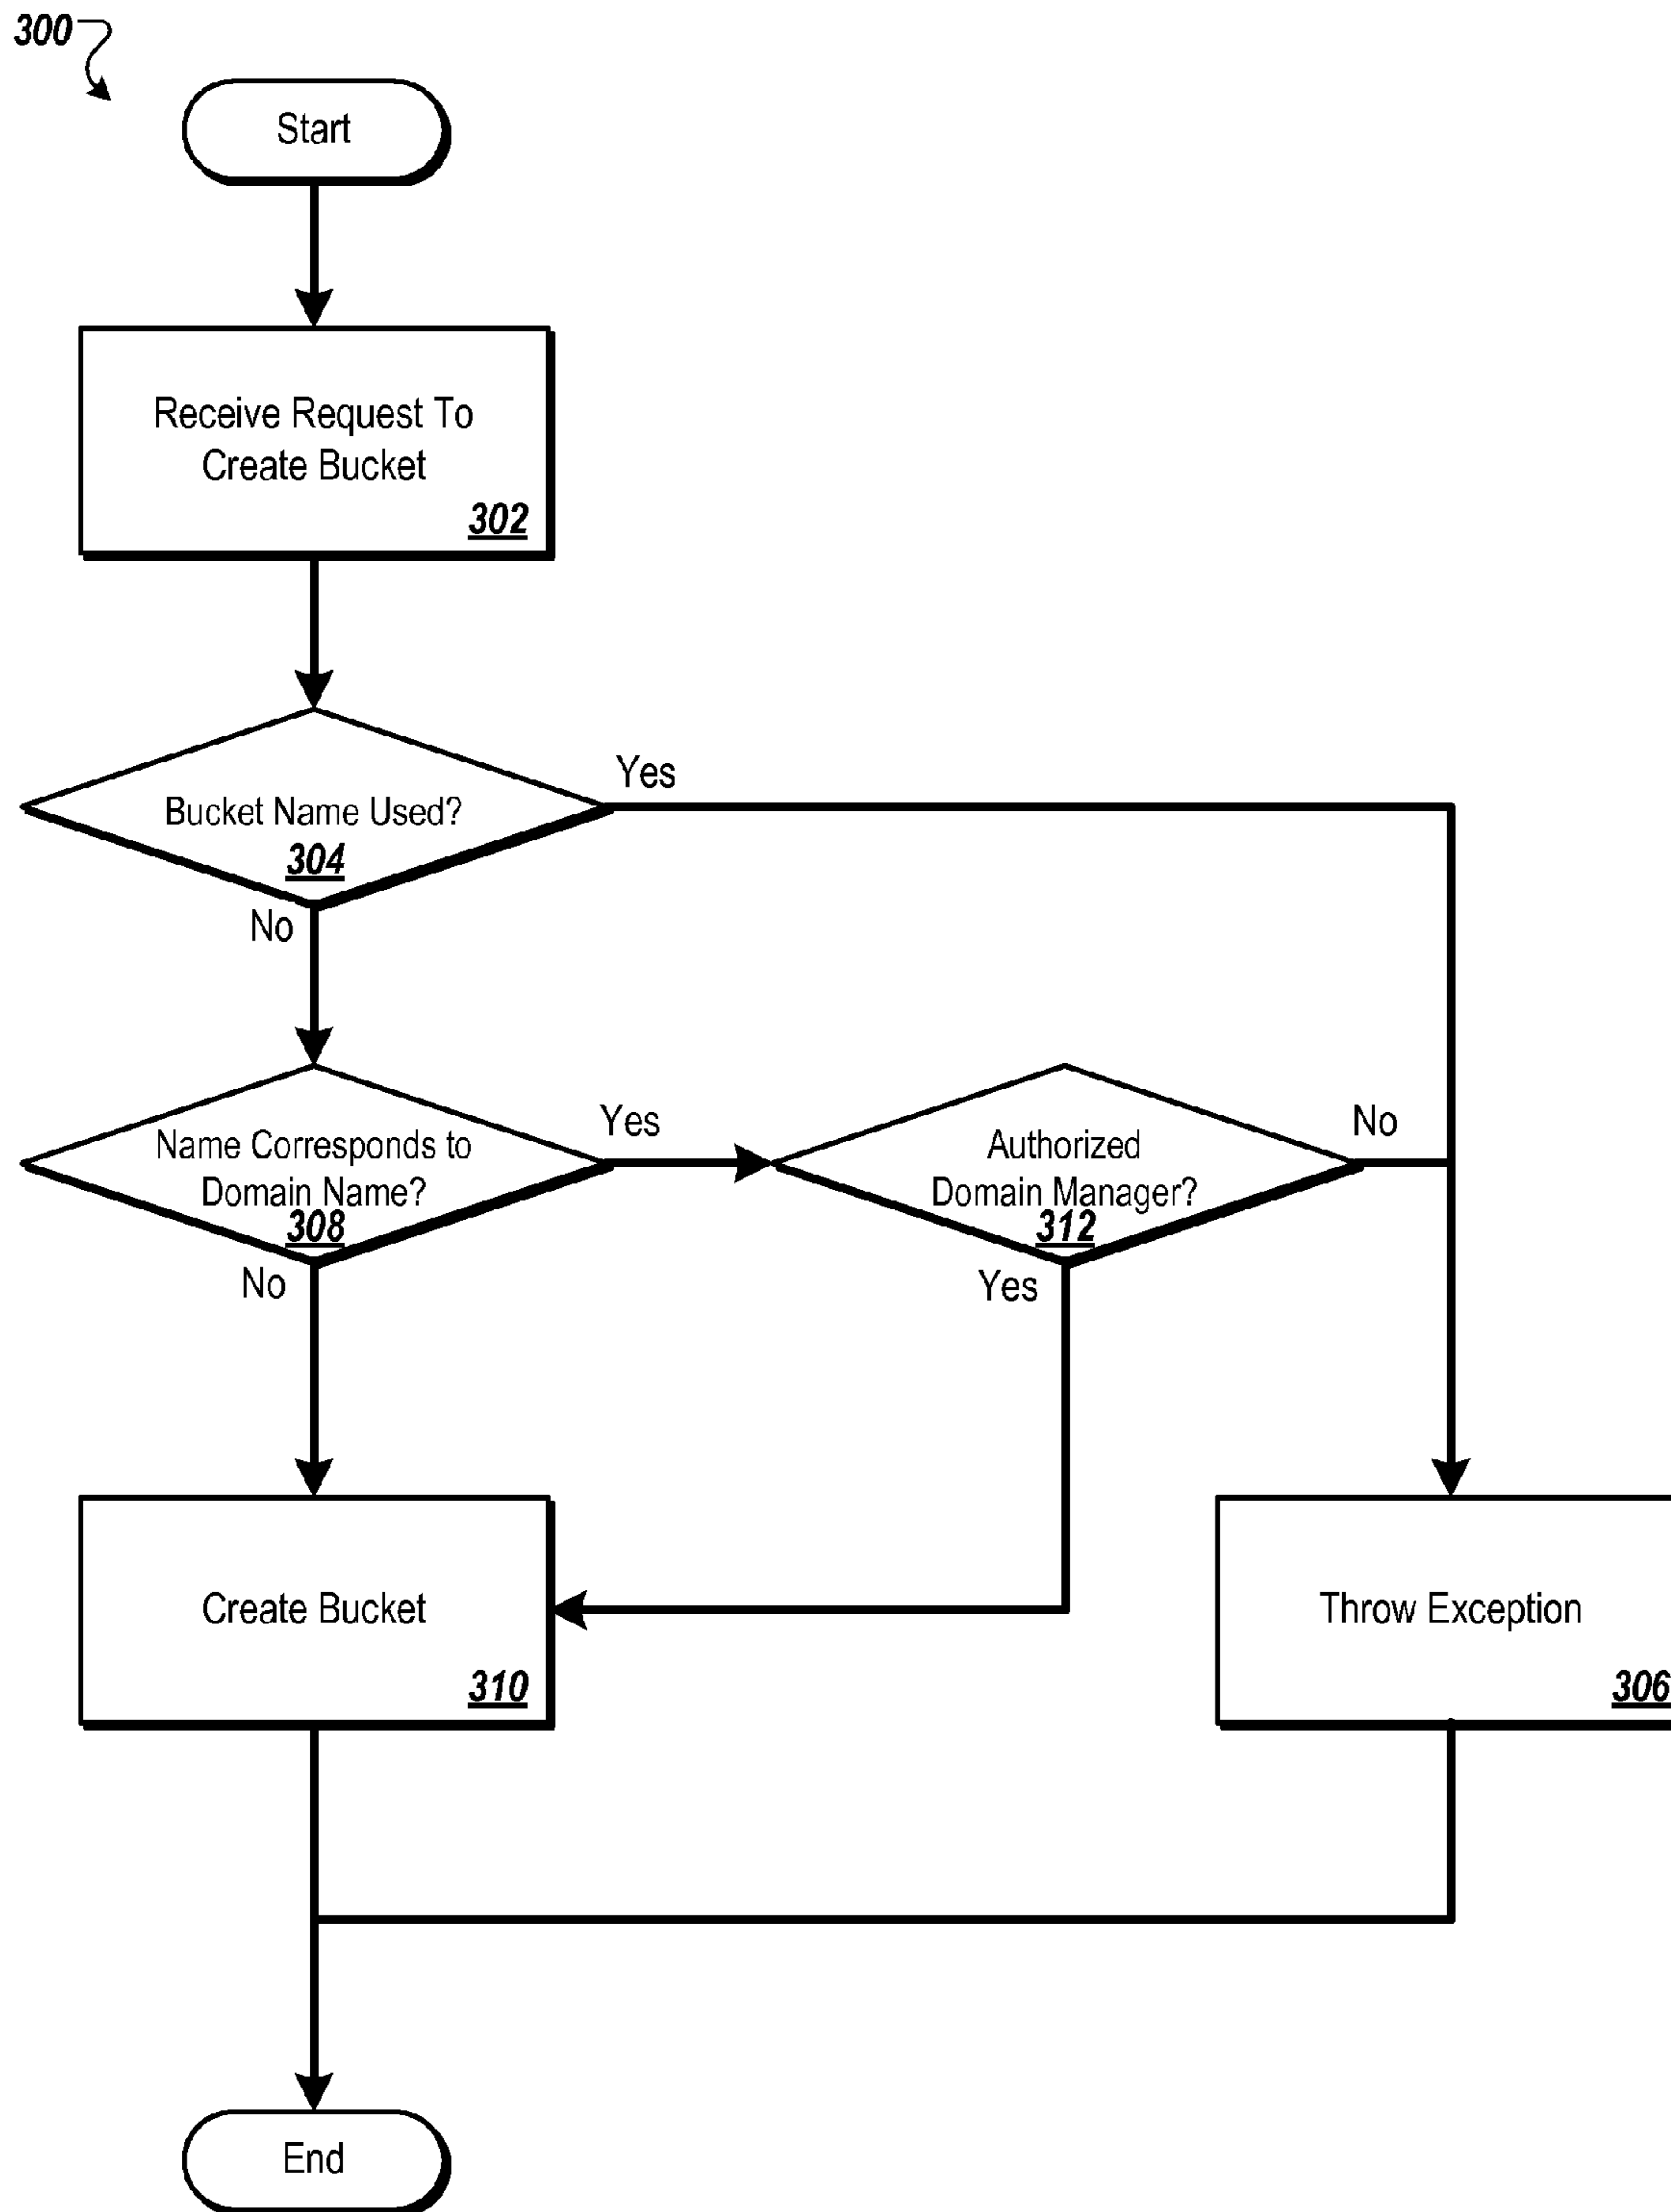 300
Start
Receive Request To
Create Bucket
302
Bucket Name Used?
304
Yes
No
Name Corresponds to
Domain Name?
308
Yes
No
Authorized
Domain Manager?
312
No
Yes
Create Bucket
310
Throw Exception
306
End